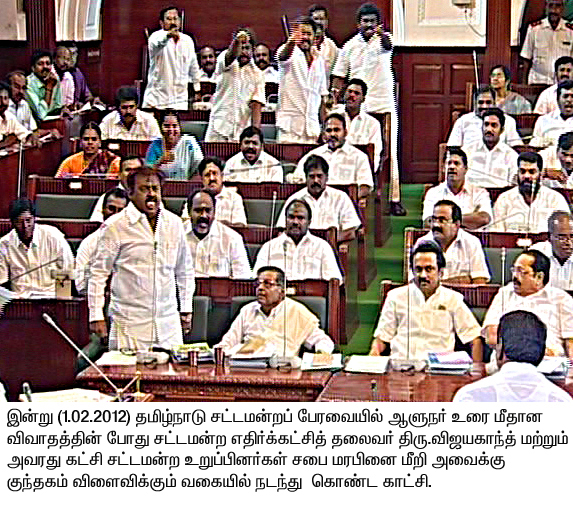 இன்று (1.02.2012) தமிழ்நாடு சட்டமன்றப் பேரவையில் ஆளுநர் உரை மீதான
விவாதத்தின் போது சட்டமன்ற எதிர்க்கட்சித் தலைவர் திரு.விஜயகாந்த் மற்றும்
அவரது கட்சி சட்டமன்ற உறுப்பினர்கள் சபை மரபினை மீறி அவைக்கு
குந்தகம் விளைவிக்கும் வகையில் நடந்து கொண்ட காட்சி.